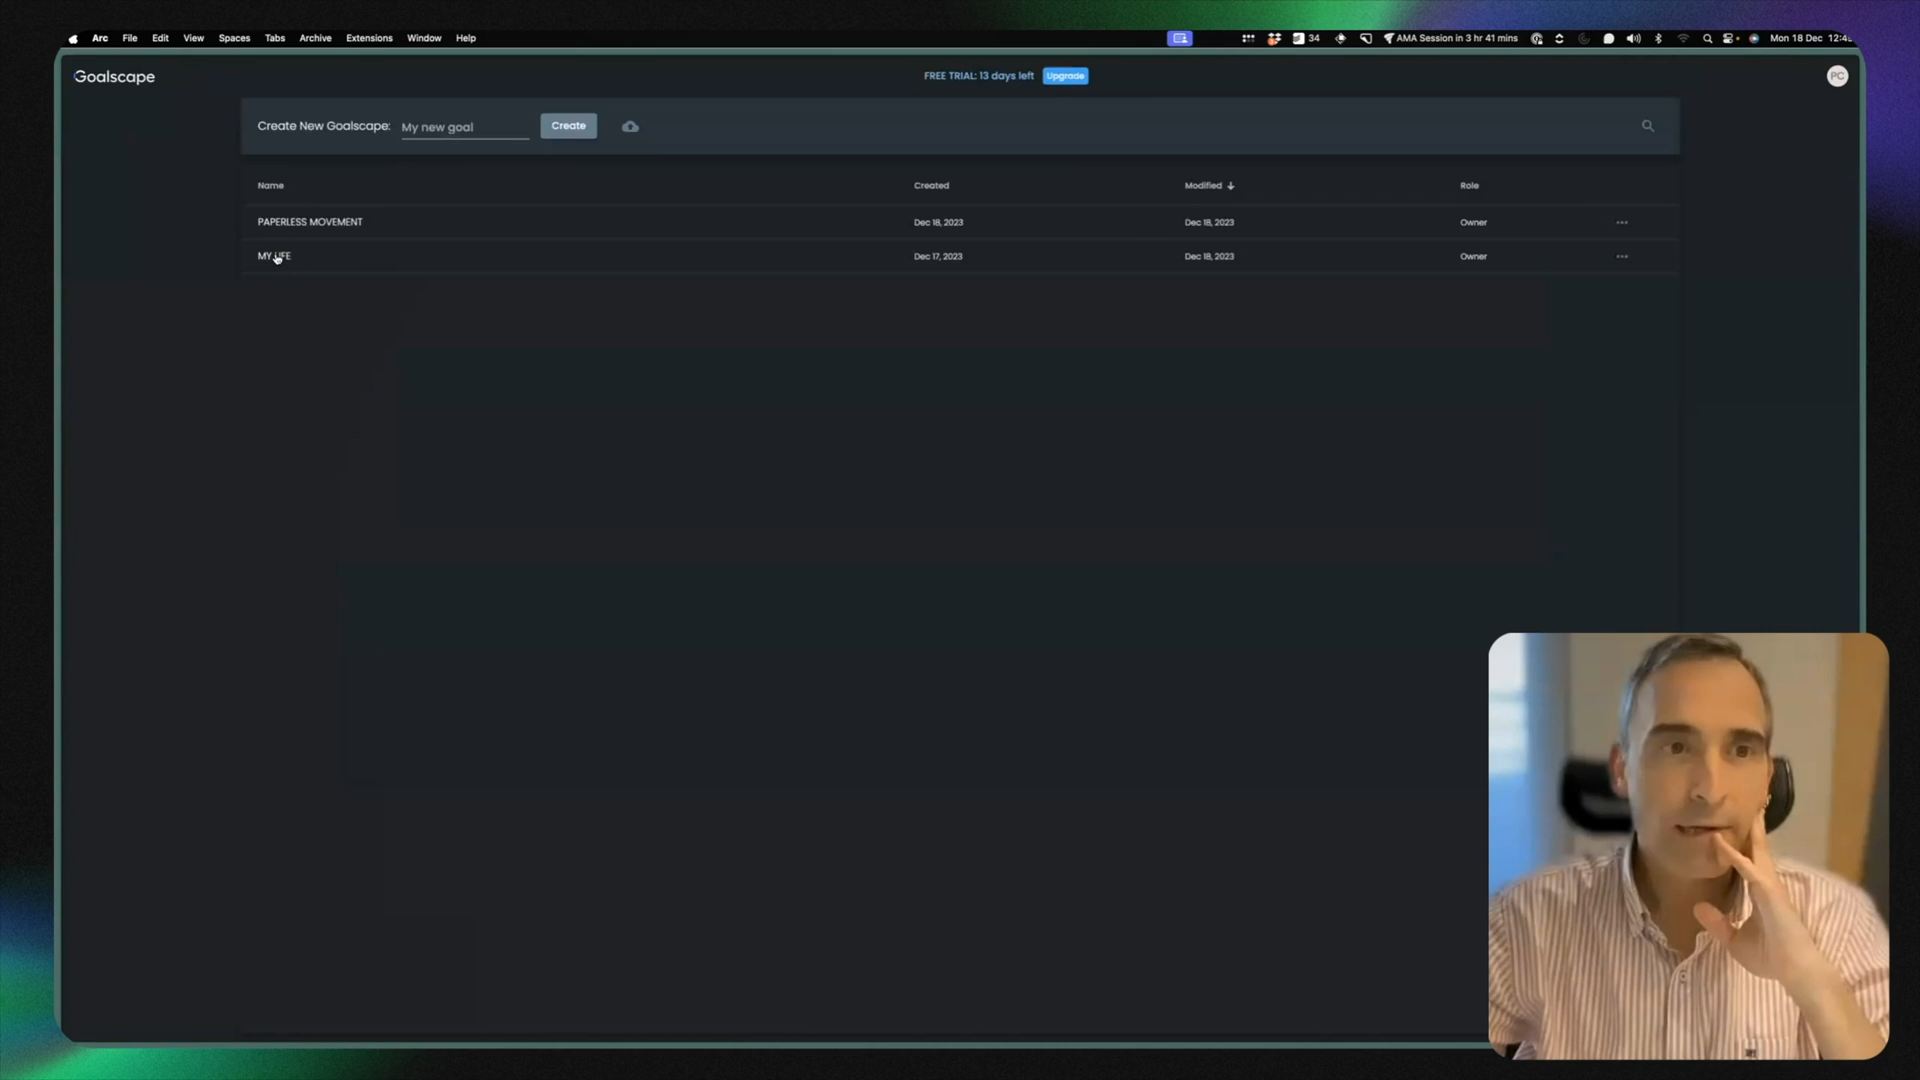 Arc File Edit View Spaces Tabs Archive Extensions Window Help
34 AMA Session in 3 hr 41 mins Mon 18 Dec
Goalscape
FREE TRIAL: 13 days left Upgrade
PC
Create New Goalscape: My new goal Create
Name Created Modified Role
PAPERLESS MOVEMENT Dec 18, 2023 Dec 18, 2023 Owner
MY LIFE Dec 17, 2023 Dec 18, 2023 Owner